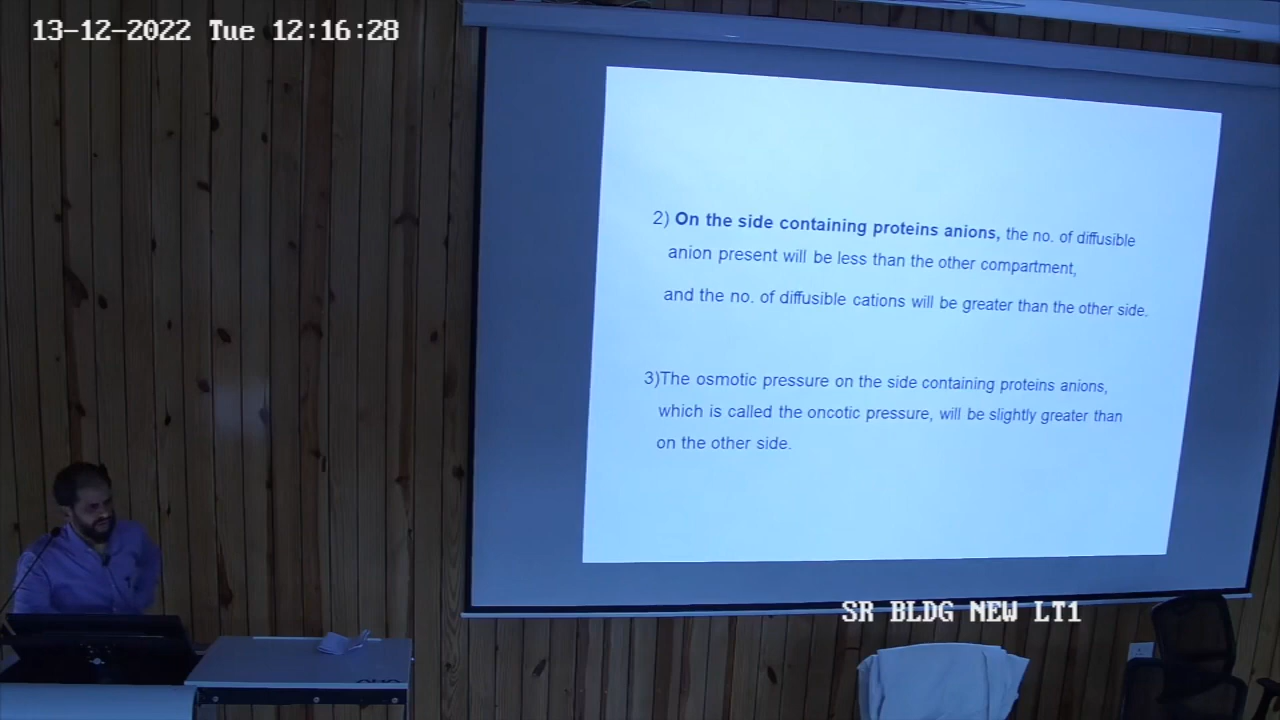 13-12-2022 Tue 12:16:28
2) On the side containing proteins anions, the no. of diffusible
anion present will be less than the other compartment,
and the no. of diffusible cations will be greater than the other side.
3)The osmotic pressure on the side containing proteins anions,
which is called the oncotic pressure, will be slightly greater than
on the other side.
SR BLDG NEW LT1